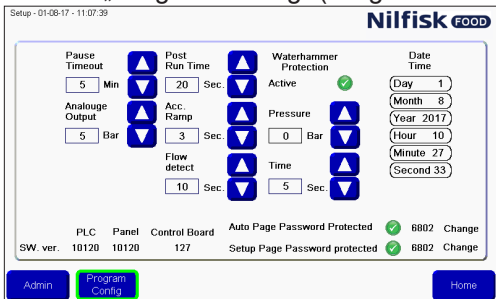 Setup - 01-08-17 - 11:07:39
Nilfisk FOOD
Pause Timeout
5 Min
Analouge Output
5 Bar
Post Run Time
20 Sec.
Acc. Ramp
3 Sec.
Flow detect
10 Sec.
Waterhammer Protection
Active
Pressure
0 Bar
Time
5 Sec.
Date Time
Day 1
Month 8
Year 2017
Hour 10
Minute 27
Second 33
PLC Panel Control Board
SW. ver. 10120 10120 127
Auto Page Password Protected 6802 Change
Setup Page Password protected 6802 Change
Admin
Program Config
Home